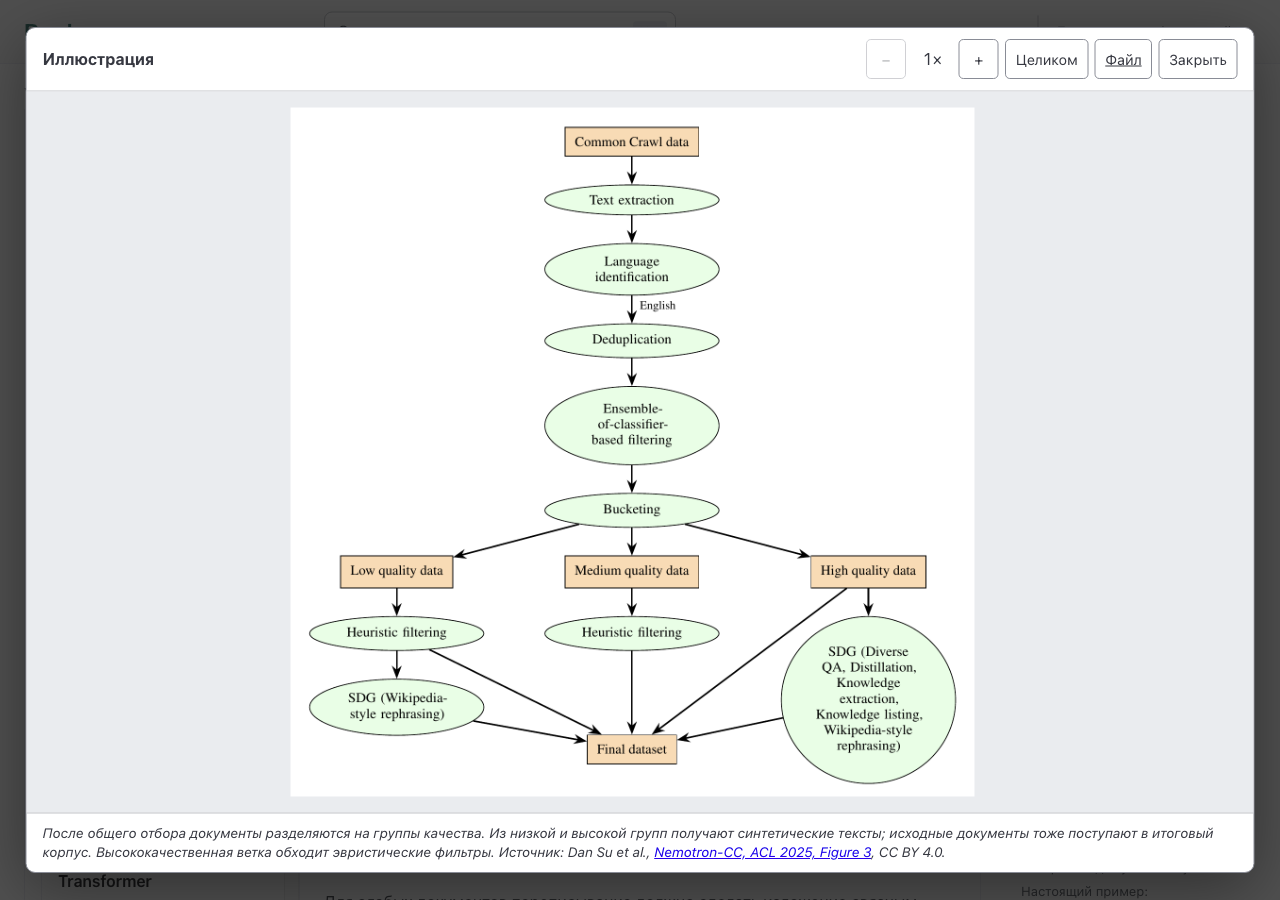 Иллюстрация
−
1×
+
Целиком
Файл
Закрыть
Common Crawl data
Text extraction
Language
identification
English
Deduplication
Ensemble-
of-classifier-
based filtering
Bucketing
Low quality data
Medium quality data
High quality data
Heuristic filtering
Heuristic filtering
SDG (Diverse
QA, Distillation,
Knowledge
extraction,
Knowledge listing,
Wikipedia-style
rephrasing)
SDG (Wikipedia-
style rephrasing)
Final dataset
После общего отбора документы разделяются на группы качества. Из низкой и высокой групп получают синтетические тексты; исходные документы тоже поступают в итоговый
корпус. Высококачественная ветка обходит эвристические фильтры. Источник: Dan Su et al., Nemotron-CC, ACL 2025, Figure 3, CC BY 4.0.
Transformer
Настоящий пример: